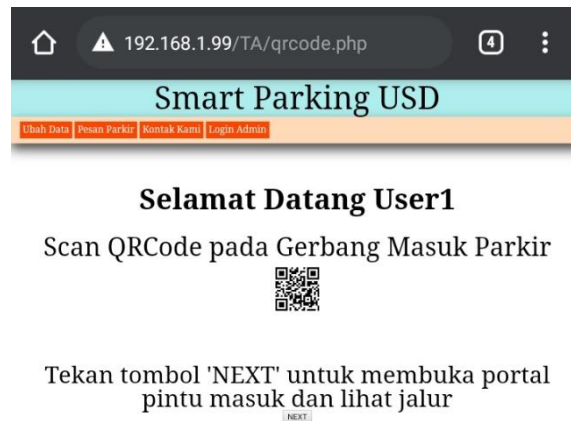 192.168.1.99/TA/qrcode.php 4
Smart Parking USD
Ubah Data Pesan Parkir Kontak Kami Login Admin
Selamat Datang User1
Scan QRCode pada Gerbang Masuk Parkir
Tekan tombol 'NEXT' untuk membuka portal
pintu masuk dan lihat jalur
NEXT